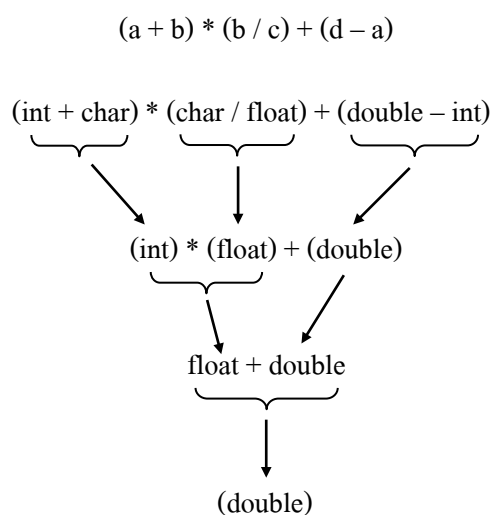 (a + b) * (b / c) + (d – a)
(int + char) * (char / float) + (double – int)
(int) * (float) + (double)
float + double
(double)